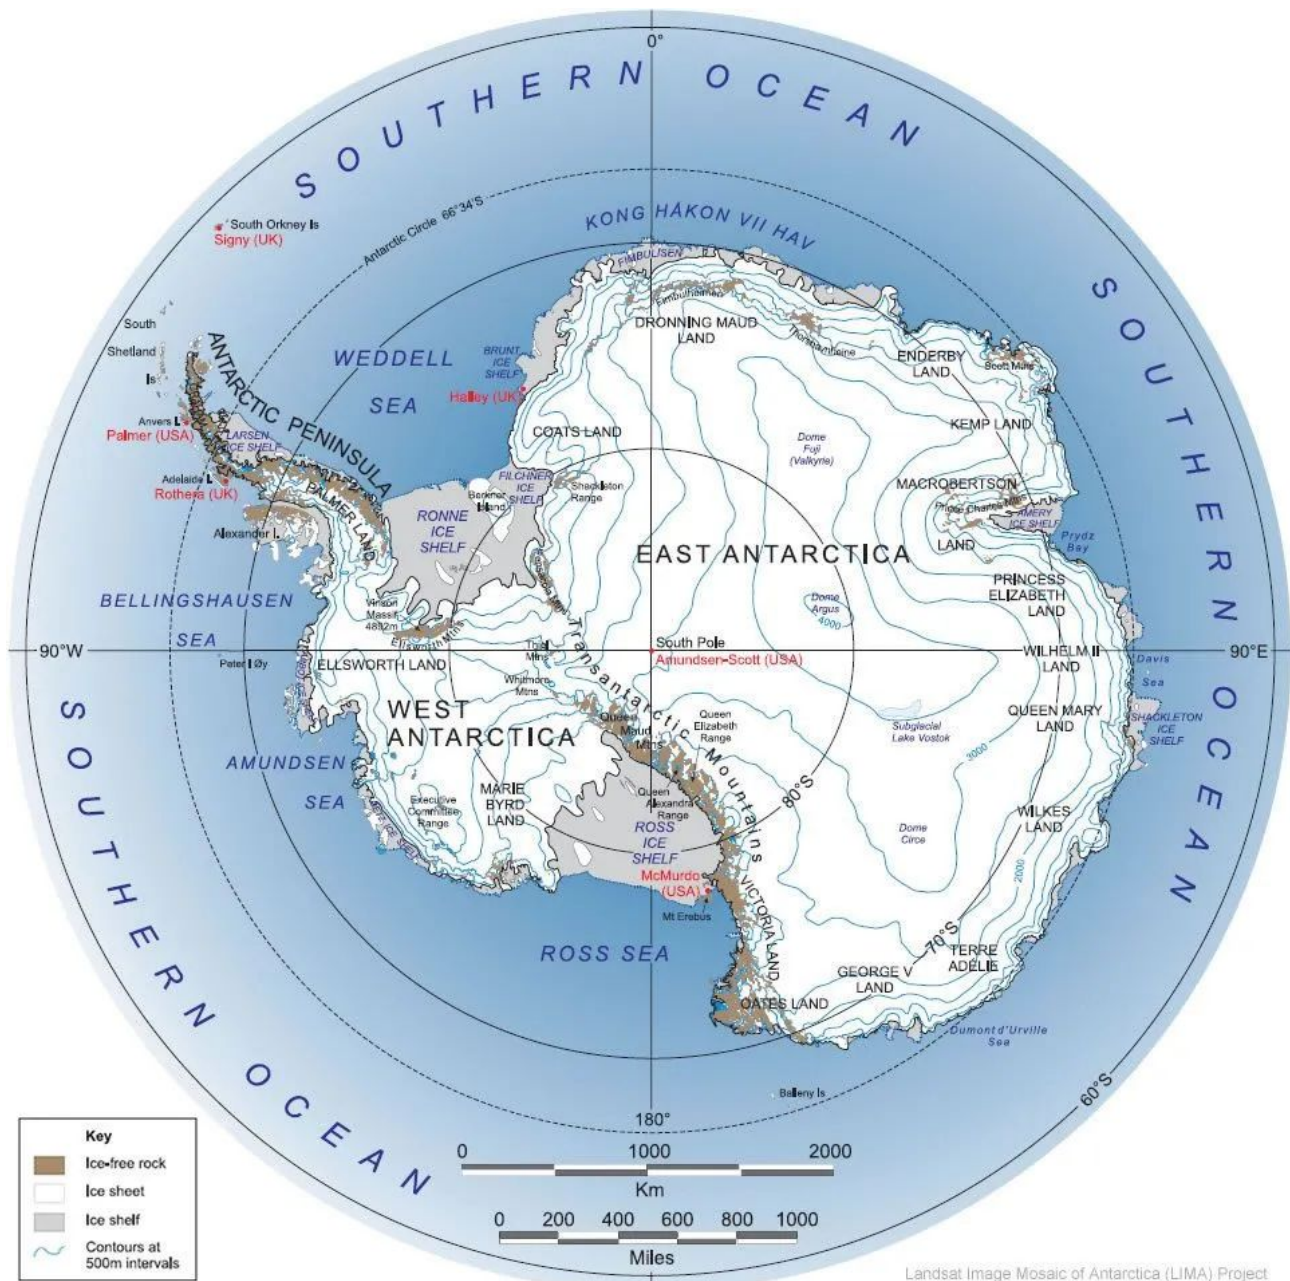 0°
SOUTHERN OCEAN
Antarctic Circle 66°34'S
South Orkney Is
Signy (UK)
KONG HÅKON VII HAV
FIMBULISEN
Fimbulheimen
DRONNING MAUD
LAND
Thorshavnheiane
ENDERBY
LAND
Scott Mtns
SOUTHERN OCEAN
South
Shetland
Is
ANTARCTIC PENINSULA
WEDDELL
SEA
BRUNT
ICE
SHELF
Halley (UK)
KEMP LAND
Anvers I.
Palmer (USA)
LARSEN
ICE SHELF
COATS LAND
Dome
Fuji
(Valkyrie)
Adelaide I.
Rothera (UK)
PALMER LAND
Alexander I.
RONNE
ICE
SHELF
Berkner
Island
FILCHNER
ICE
SHELF
Shackleton
Range
MACROBERTSON
LAND
Prince Charles Mts
AMERY
ICE SHELF
Prydz
Bay
EAST ANTARCTICA
BELLINGSHAUSEN
SEA
Vinson
Massif
4892m
Ellsworth Mtns
Dome
Argus
4000
PRINCESS
ELIZABETH
LAND
90°W
Peter I Øy
ELLSWORTH LAND
Thiel
Mtns
Whitmore
Mtns
South Pole
Amundsen-Scott (USA)
WILHELM II
LAND
Davis
Sea
90°E
Transantarctic Mountains
WEST
ANTARCTICA
Queen
Maud
Mtns
Queen
Elizabeth
Range
Subglacial
Lake Vostok
QUEEN MARY
LAND
SHACKLETON
ICE
SHELF
3000
AMUNDSEN
SEA
MARIE
BYRD
LAND
Executive
Committee
Range
Queen
Alexandra
Range
80°S
ROSS
ICE
SHELF
Dome
Circe
WILKES
LAND
2000
McMurdo
(USA)
Mt Erebus
VICTORIA LAND
ROSS SEA
70°S
TERRE
ADELIE
GEORGE V
LAND
OATES LAND
Dumont d'Urville
Sea
SOUTHERN OCEAN
Balleny Is
60°S
180°
0 1000 2000
Km
0 200 400 600 800 1000
Miles
Key
Ice-free rock
Ice sheet
Ice shelf
Contours at
500m intervals
Landsat Image Mosaic of Antarctica (LIMA) Project